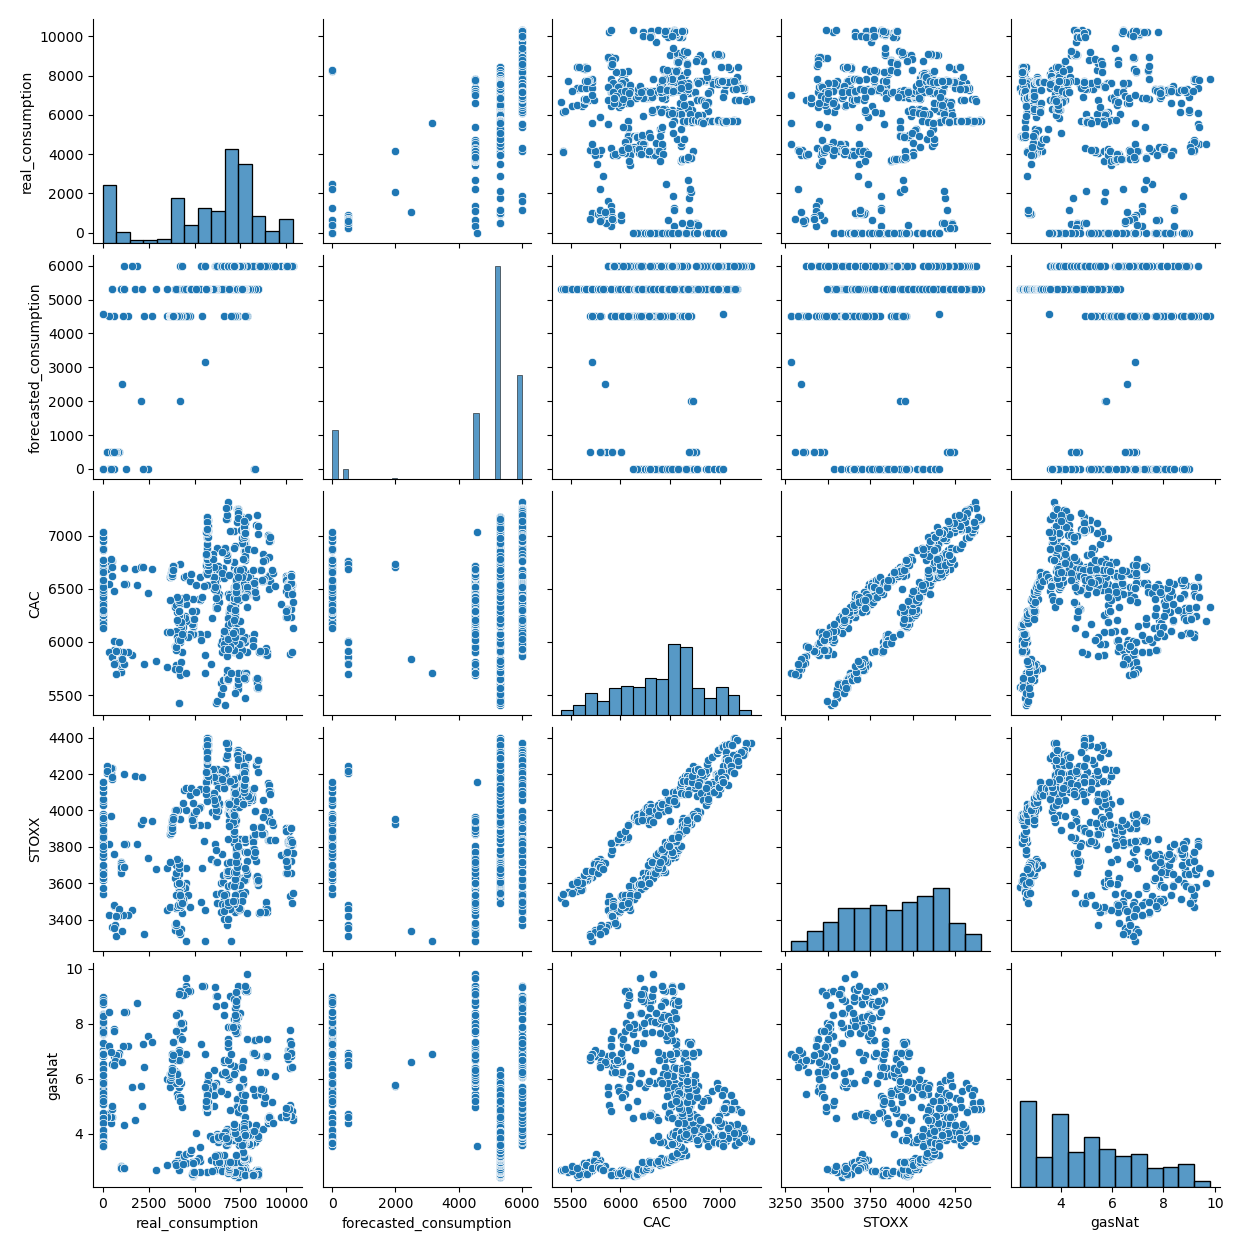 10000
8000
6000
4000
2000
0
real_consumption
6000
5000
4000
3000
2000
1000
0
forecasted_consumption
7000
6500
6000
5500
CAC
4400
4200
4000
3800
3600
3400
STOXX
10
8
6
4
gasNat
0 2500 5000 7500 10000
real_consumption
0 2000 4000 6000
forecasted_consumption
5500 6000 6500 7000
CAC
3250 3500 3750 4000 4250
STOXX
4 6 8 10
gasNat